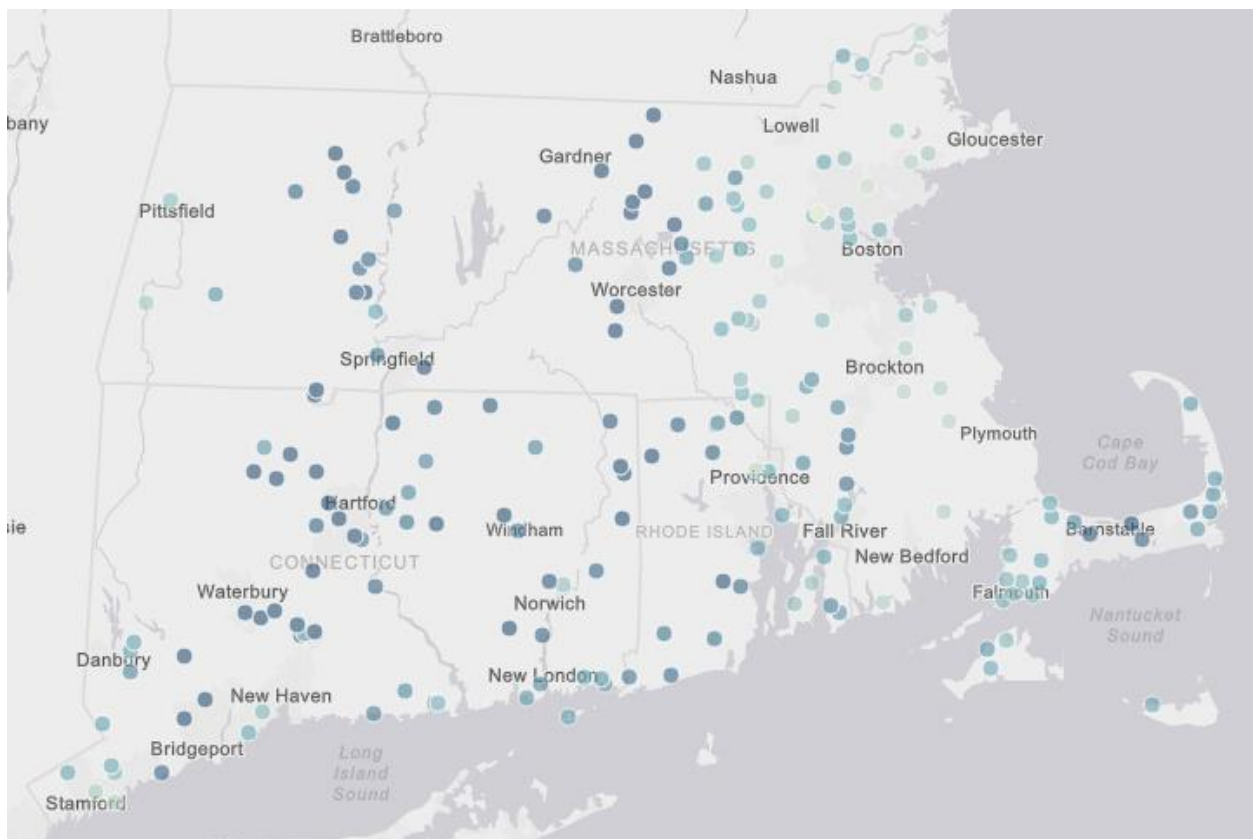 Brattleboro
Nashua
bany
Lowell
Gloucester
Gardner
Pittsfield
MASSACHUSETTS
Boston
Worcester
Springfield
Brockton
Plymouth
Cape
Cod Bay
Providence
Hartford
sie
Windham
RHODE ISLAND
Fall River
Barnstable
New Bedford
CONNECTICUT
Waterbury
Norwich
Falmouth
Nantucket
Sound
Danbury
New London
New Haven
Bridgeport
Long
Island
Sound
Stamford